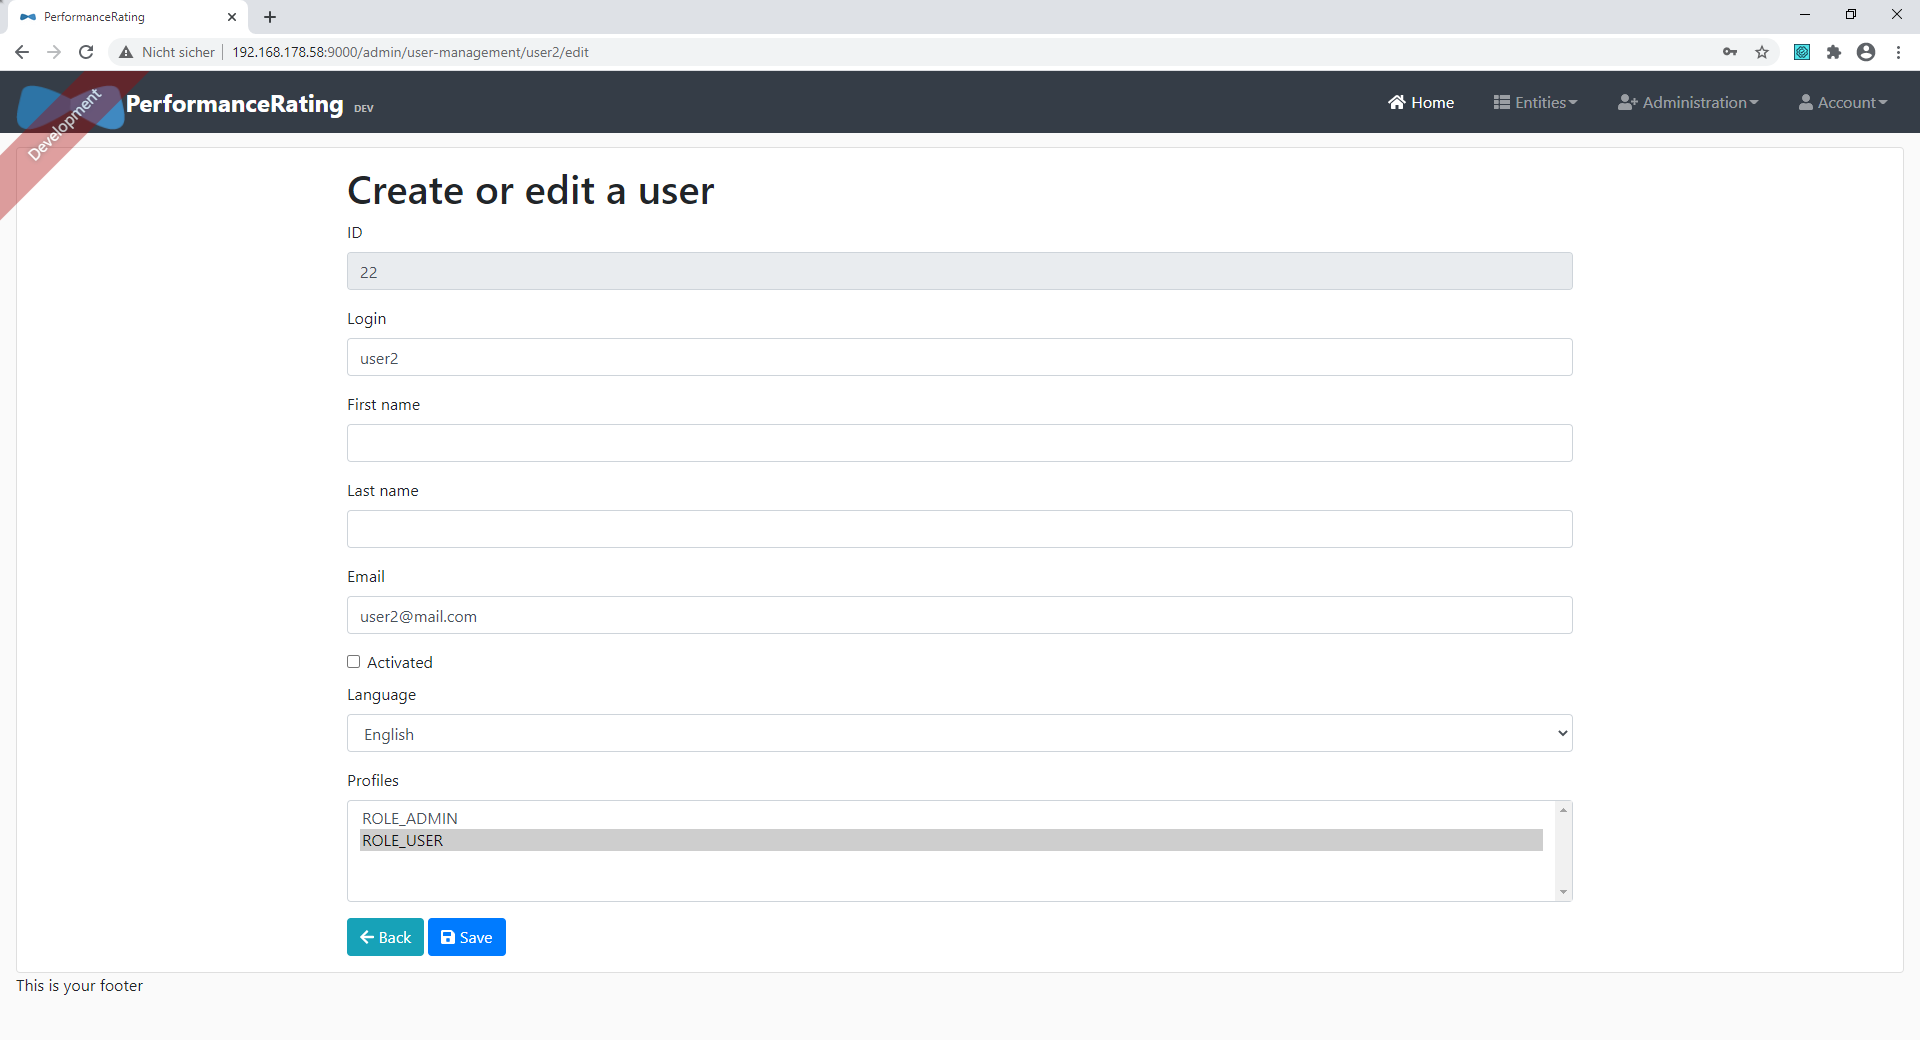 PerformanceRating
Nicht sicher 192.168.178.58:9000/admin/user-management/user2/edit
Development
PerformanceRating DEV
Home Entities Administration Account
Create or edit a user
ID
22
Login
user2
First name
Last name
Email
user2@mail.com
Activated
Language
English
Profiles
ROLE_ADMIN
ROLE_USER
Back Save
This is your footer